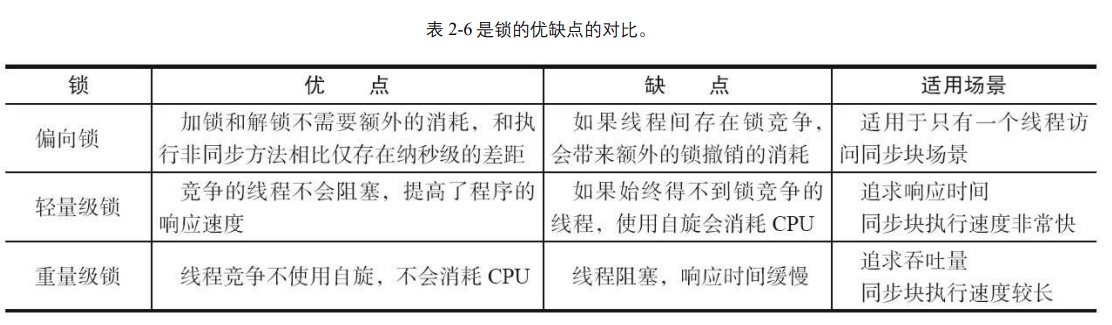 表 2-6 是锁的优缺点的对比。
锁 优 点 缺 点 适用场景
偏向锁 加锁和解锁不需要额外的消耗，和执行非同步方法相比仅存在纳秒级的差距 如果线程间存在锁竞争，会带来额外的锁撤销的消耗 适用于只有一个线程访问同步块场景
轻量级锁 竞争的线程不会阻塞，提高了程序的响应速度 如果始终得不到锁竞争的线程，使用自旋会消耗 CPU 追求响应时间 同步块执行速度非常快
重量级锁 线程竞争不使用自旋，不会消耗 CPU 线程阻塞，响应时间缓慢 追求吞吐量 同步块执行速度较长